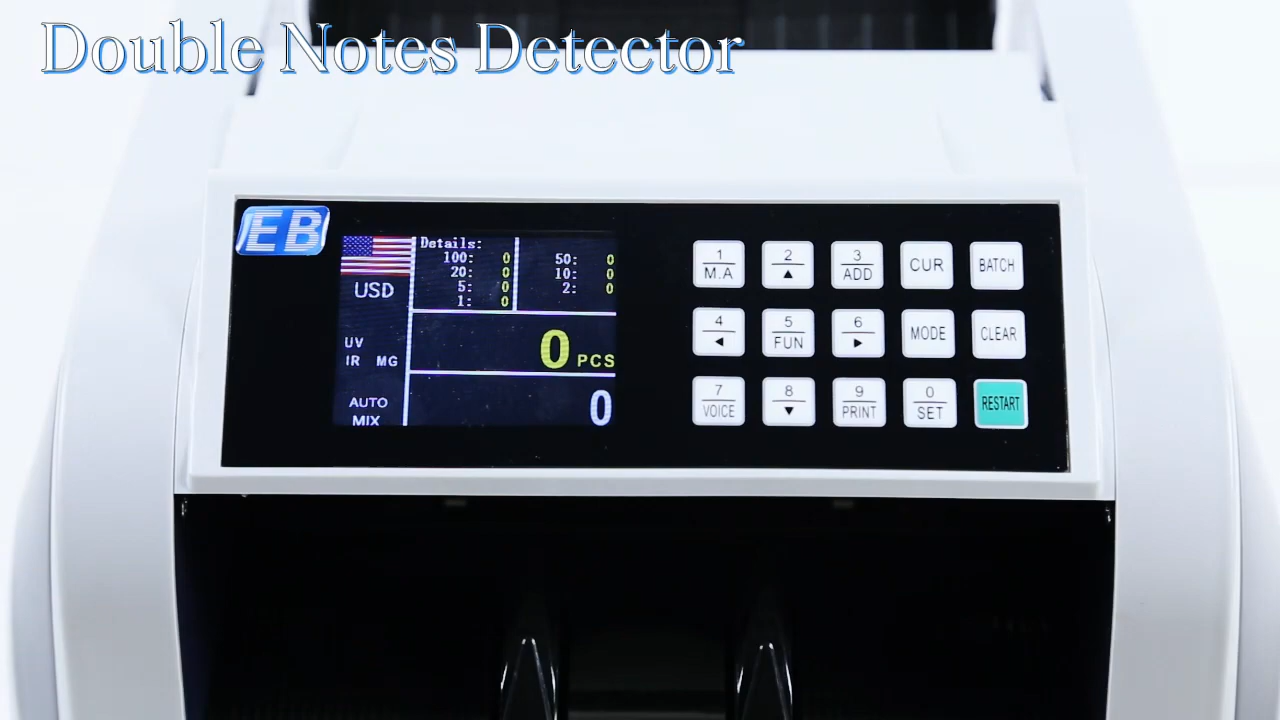 Double Notes Detector
EB
USD
UV
IR MG
AUTO
MIX
Details:
100: 0 50: 0
20: 0 10: 0
5: 0 2: 0
1: 0
0 PCS
0
1 2 3 CUR BATCH
M.A ▲ ADD
4 5 6 MODE CLEAR
◀ FUN ▶
7 8 9 0 RESTART
VOICE ▼ PRINT SET